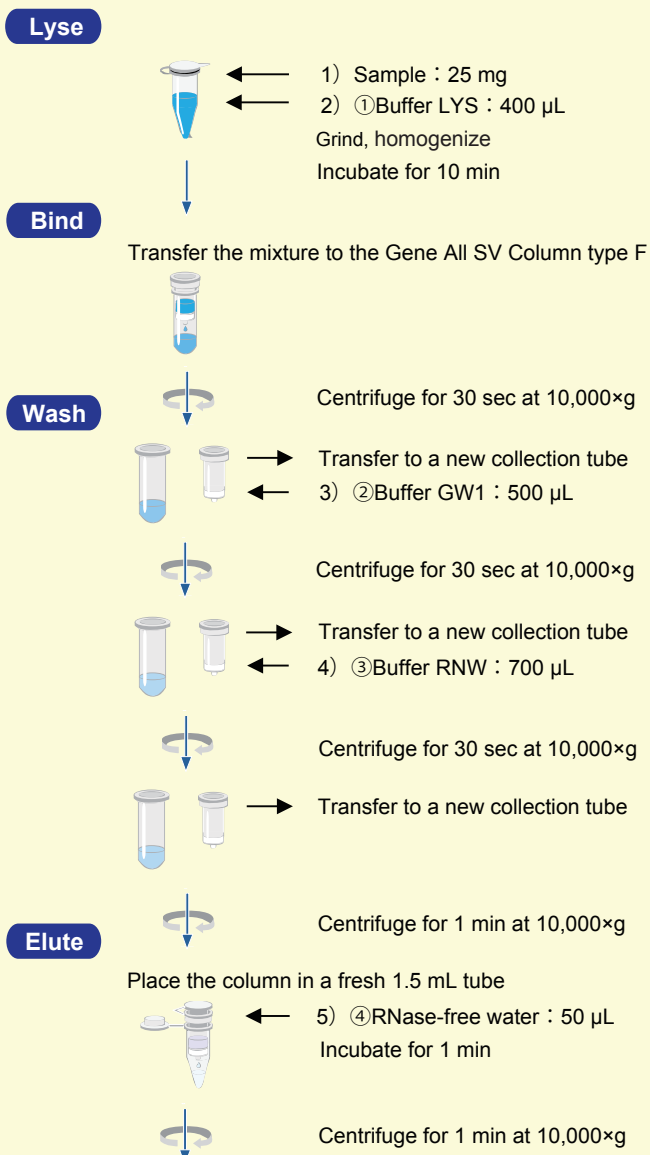 Lyse
1）Sample：25 mg
2）①Buffer LYS：400 µL
Grind, homogenize
Incubate for 10 min
Bind
Transfer the mixture to the Gene All SV Column type F
Centrifuge for 30 sec at 10,000×g
Wash
Transfer to a new collection tube
3）②Buffer GW1：500 µL
Centrifuge for 30 sec at 10,000×g
Transfer to a new collection tube
4）③Buffer RNW：700 µL
Centrifuge for 30 sec at 10,000×g
Transfer to a new collection tube
Centrifuge for 1 min at 10,000×g
Elute
Place the column in a fresh 1.5 mL tube
5）④RNase-free water：50 µL
Incubate for 1 min
Centrifuge for 1 min at 10,000×g